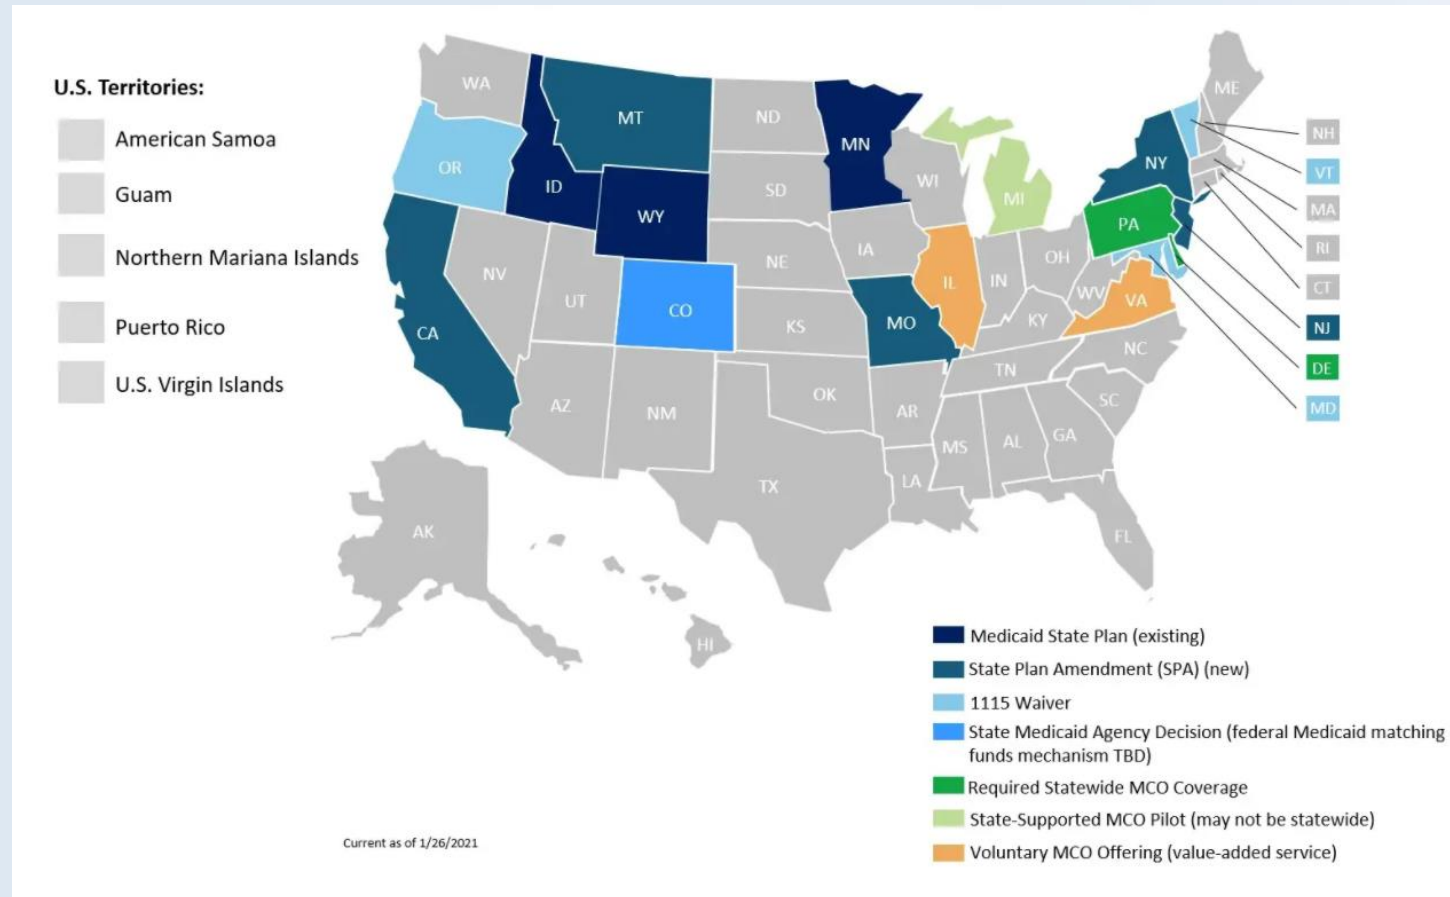 U.S. Territories:
American Samoa
Guam
Northern Mariana Islands
Puerto Rico
U.S. Virgin Islands
WA
OR
CA
ID
NV
MT
WY
UT
AZ
CO
NM
ND
SD
NE
KS
OK
TX
MN
IA
MO
AR
LA
WI
IL
MI
IN
OH
KY
TN
MS
AL
GA
FL
SC
NC
VA
WV
PA
NY
ME
AK
HI
NH
VT
MA
RI
CT
NJ
DE
MD
Medicaid State Plan (existing)
State Plan Amendment (SPA) (new)
1115 Waiver
State Medicaid Agency Decision (federal Medicaid matching
funds mechanism TBD)
Required Statewide MCO Coverage
State-Supported MCO Pilot (may not be statewide)
Voluntary MCO Offering (value-added service)
Current as of 1/26/2021